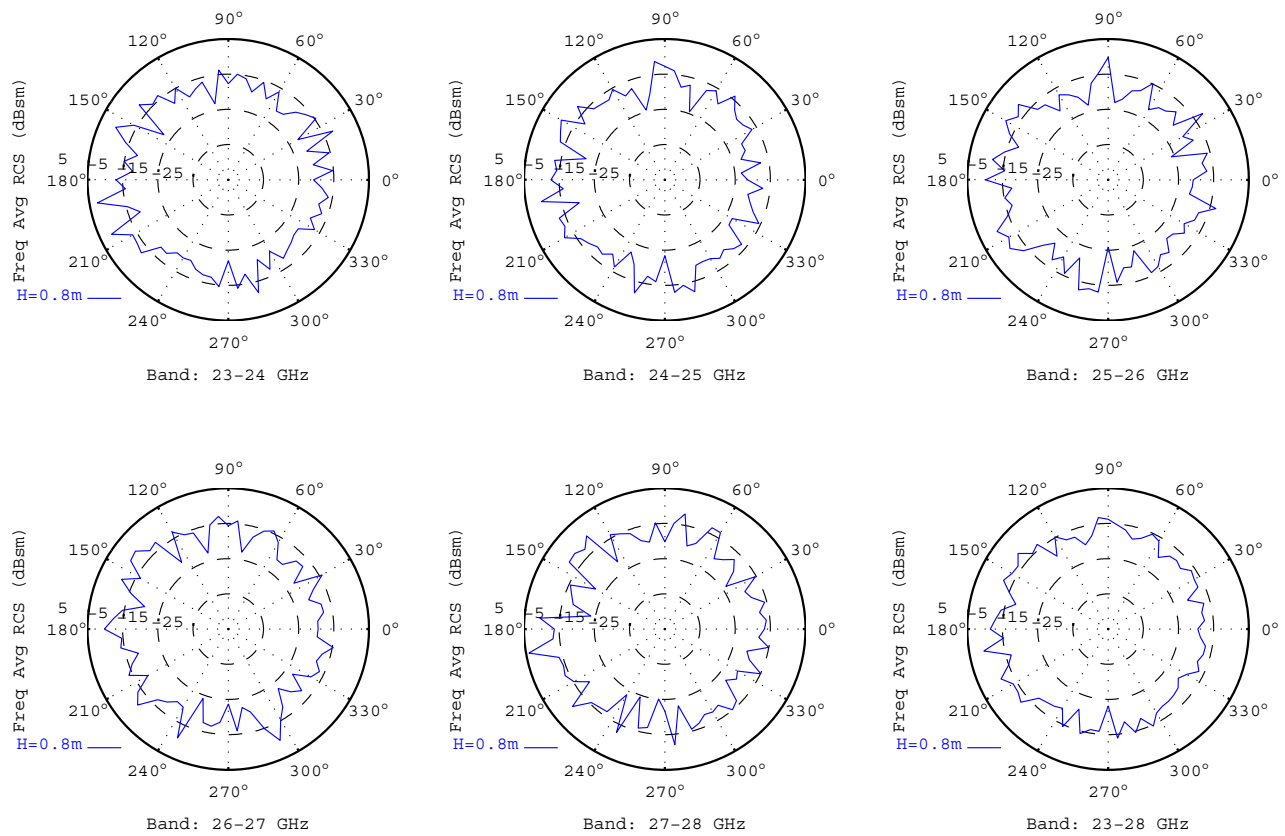 90°
120° 60°
150° 30°
5 -5 -15 -25
180° 0°
210° 330°
240° 300°
270°
Freq Avg RCS (dBsm)
H=0.8m
Band: 23-24 GHz
90°
120° 60°
150° 30°
5 -5 -15 -25
180° 0°
210° 330°
240° 300°
270°
Freq Avg RCS (dBsm)
H=0.8m
Band: 24-25 GHz
90°
120° 60°
150° 30°
5 -5 -15 -25
180° 0°
210° 330°
240° 300°
270°
Freq Avg RCS (dBsm)
H=0.8m
Band: 25-26 GHz
90°
120° 60°
150° 30°
5 -5 -15 -25
180° 0°
210° 330°
240° 300°
270°
Freq Avg RCS (dBsm)
H=0.8m
Band: 26-27 GHz
90°
120° 60°
150° 30°
5 -5 -15 -25
180° 0°
210° 330°
240° 300°
270°
Freq Avg RCS (dBsm)
H=0.8m
Band: 27-28 GHz
90°
120° 60°
150° 30°
5 -5 -15 -25
180° 0°
210° 330°
240° 300°
270°
Freq Avg RCS (dBsm)
H=0.8m
Band: 23-28 GHz